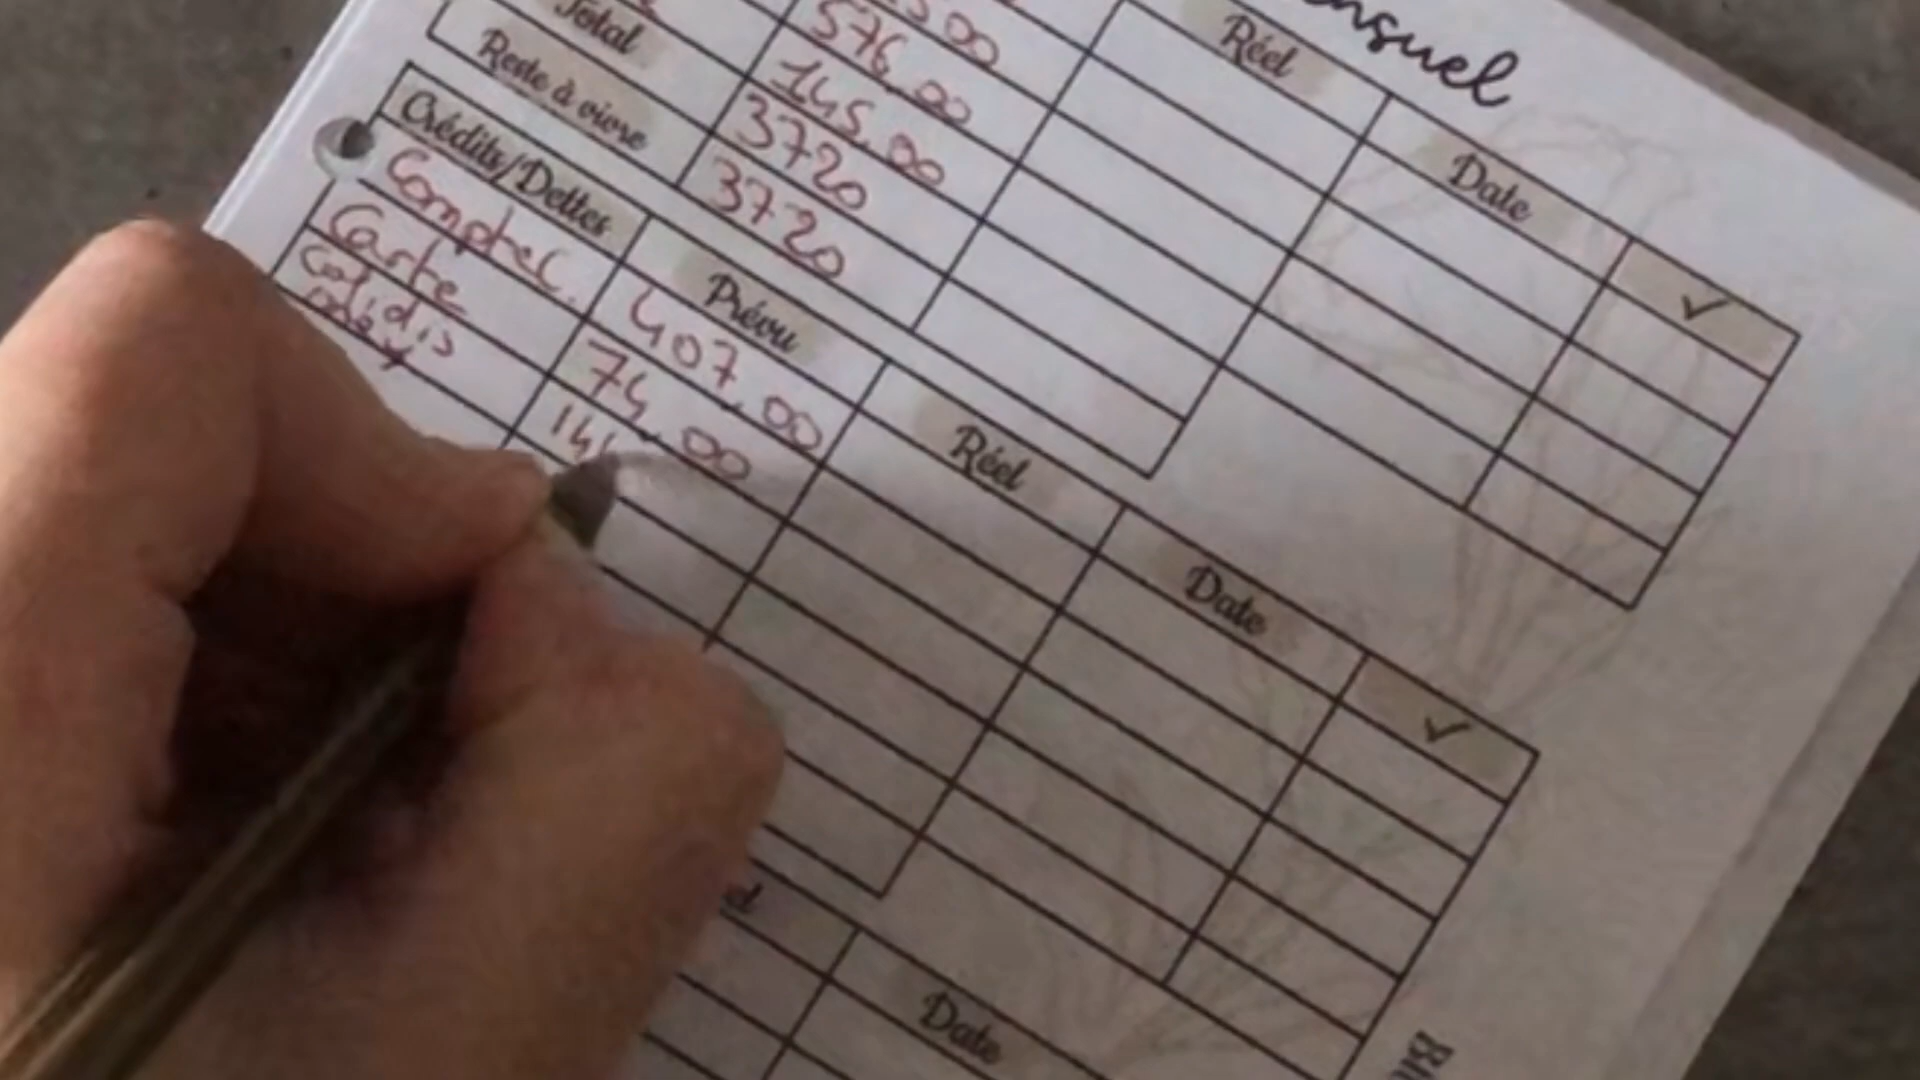 Réel
Date
✓
576,00
145,00
Total
3720
Reste à vivre
3720
Crédits/Dettes
Prévu
Réel
Date
✓
407,00
Carte
74,00
cofidis
Date